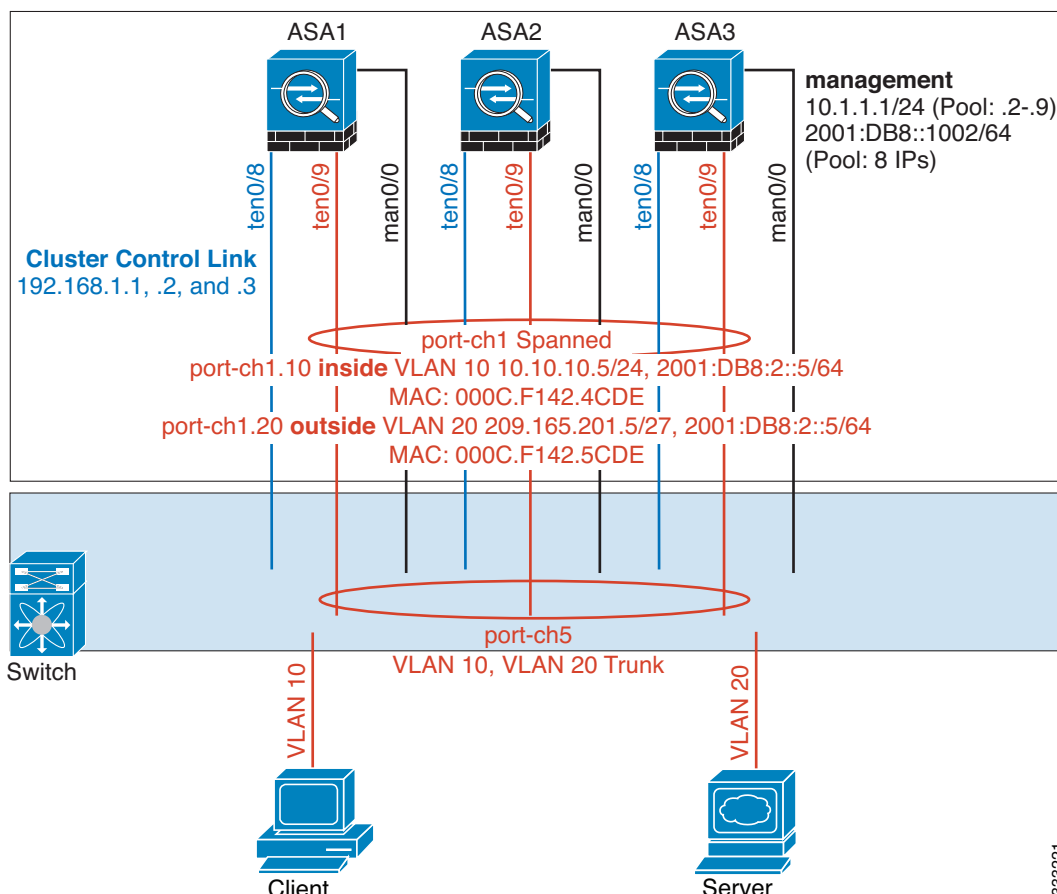 ASA1
ASA2
ASA3
management
10.1.1.1/24 (Pool: .2-.9)
2001:DB8::1002/64
(Pool: 8 IPs)
ten0/8
ten0/9
man0/0
ten0/8
ten0/9
man0/0
ten0/8
ten0/9
man0/0
Cluster Control Link
192.168.1.1, .2, and .3
port-ch1 Spanned
port-ch1.10 inside VLAN 10 10.10.10.5/24, 2001:DB8:2::5/64
MAC: 000C.F142.4CDE
port-ch1.20 outside VLAN 20 209.165.201.5/27, 2001:DB8:2::5/64
MAC: 000C.F142.5CDE
port-ch5
VLAN 10, VLAN 20 Trunk
Switch
VLAN 10
VLAN 20
Client
Server